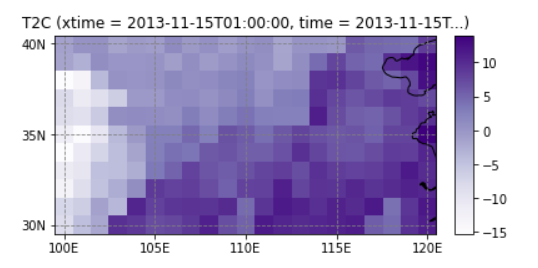 T2C (xtime = 2013-11-15T01:00:00, time = 2013-11-15T...)
40N
35N
30N
100E 105E 110E 115E 120E
10
5
0
−5
−10
−15